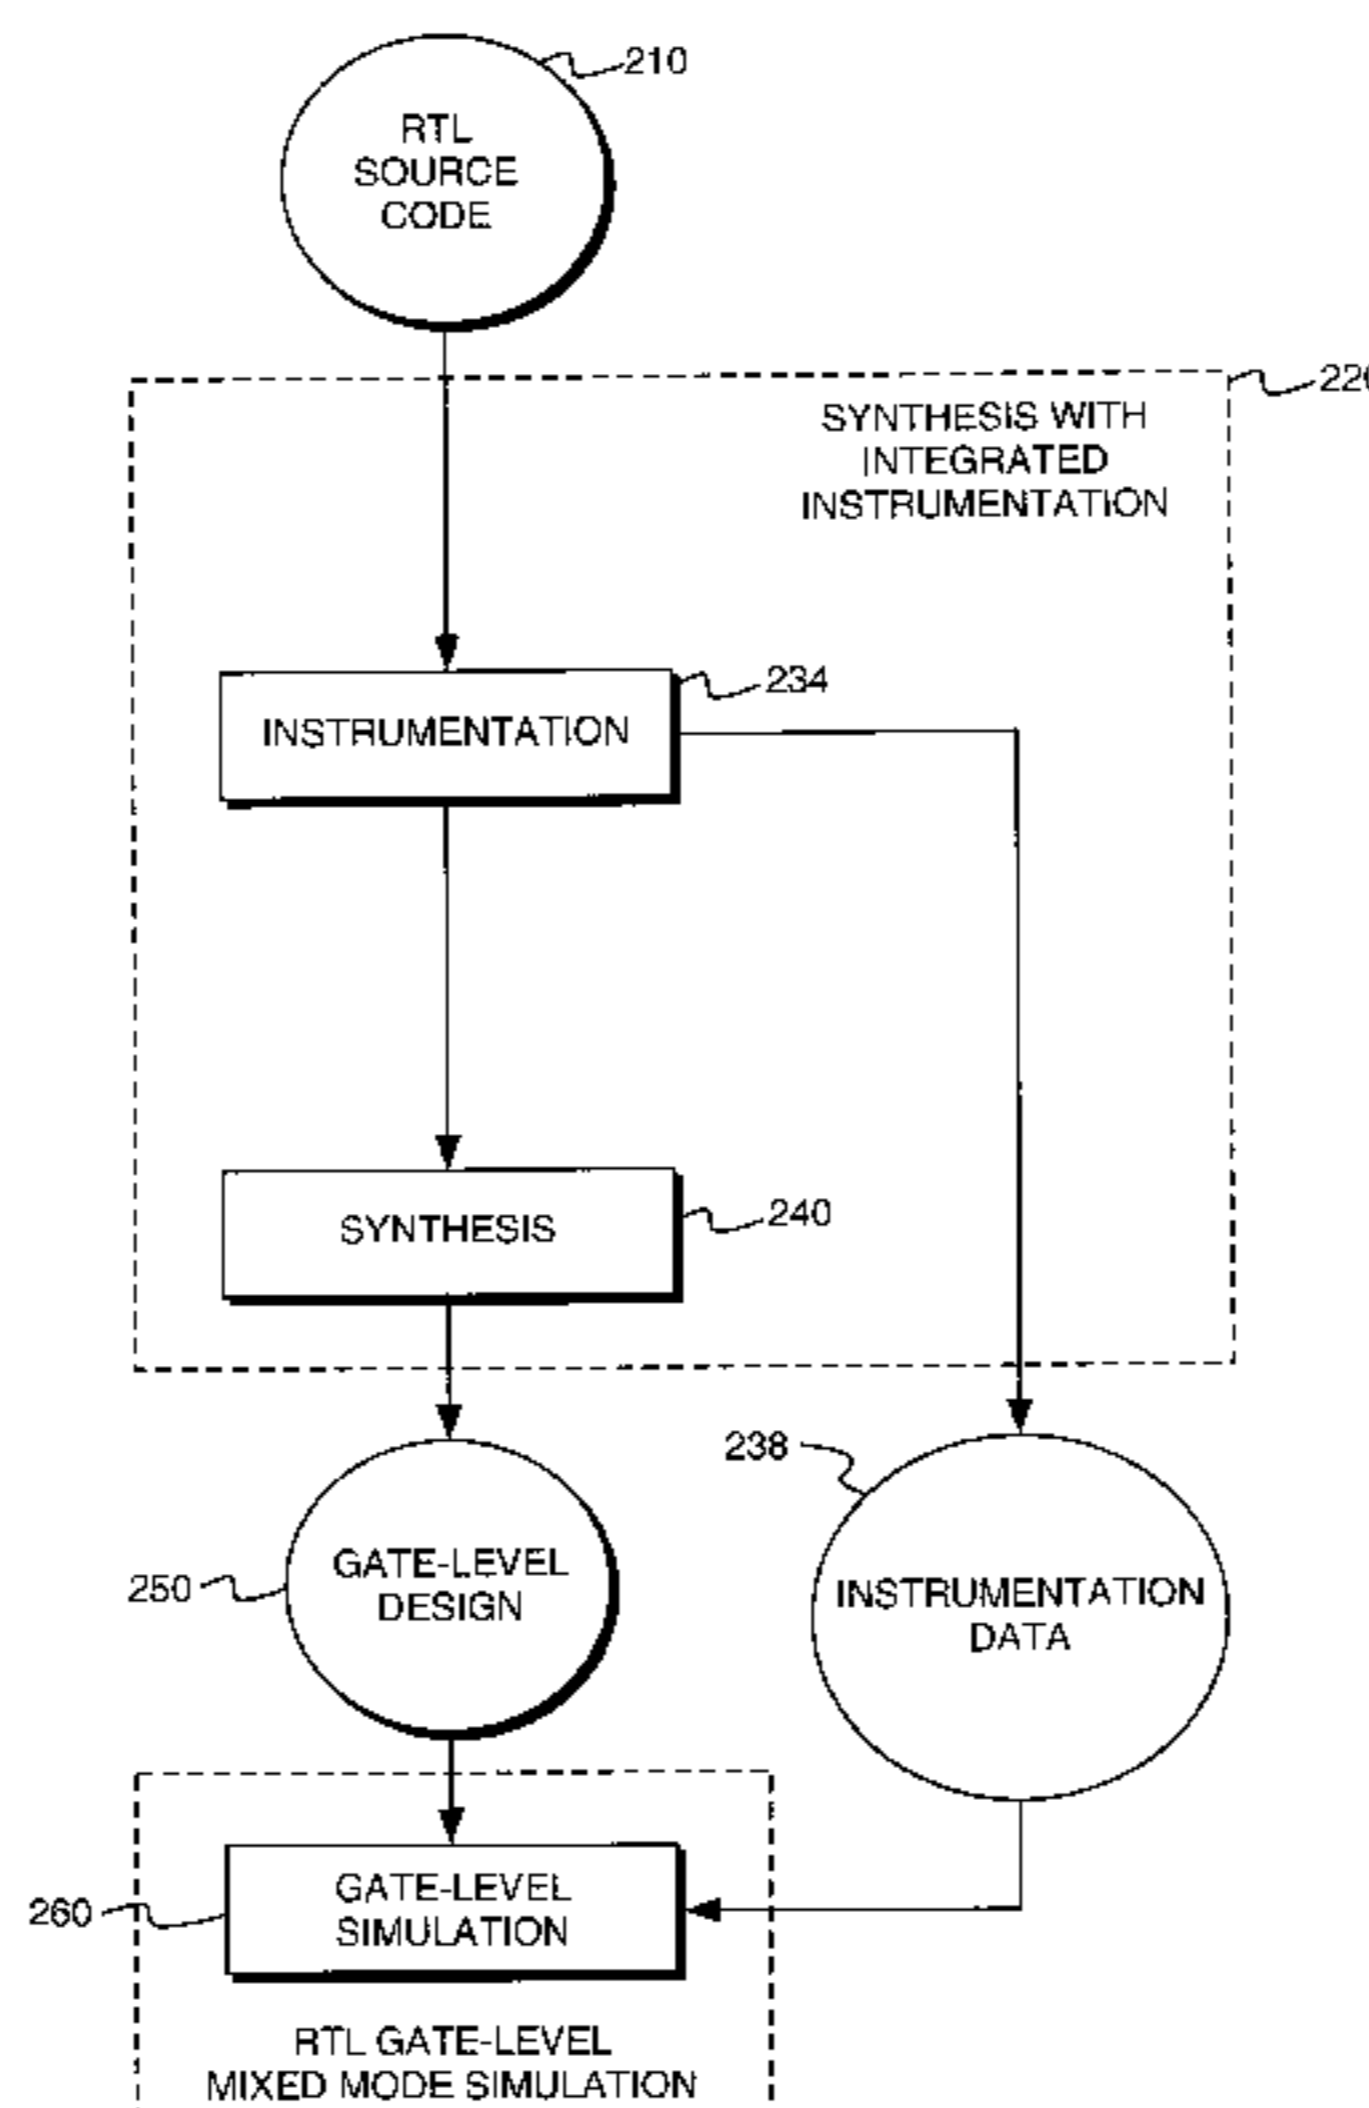 210
RTL
SOURCE
CODE
220
SYNTHESIS WITH
INTEGRATED
INSTRUMENTATION
234
INSTRUMENTATION
SYNTHESIS
240
238
GATE-LEVEL
DESIGN
250
INSTRUMENTATION
DATA
GATE-LEVEL
SIMULATION
260
RTL GATE-LEVEL
MIXED MODE SIMULATION